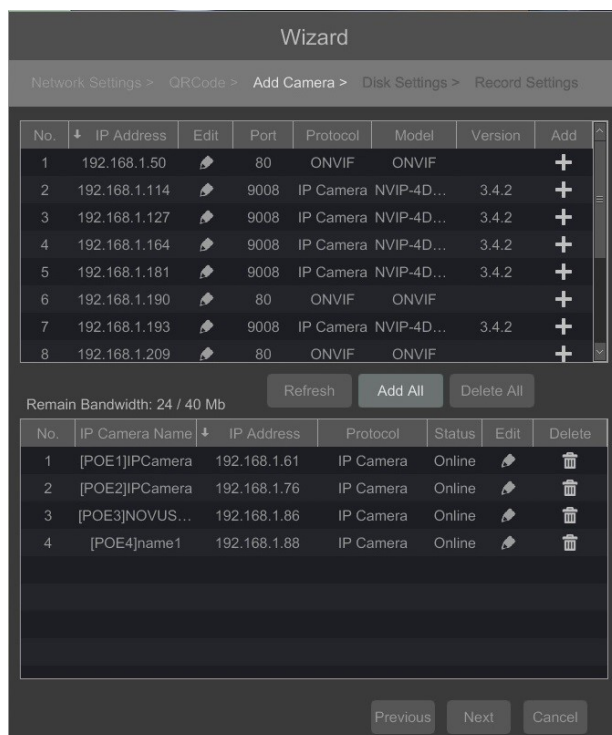 Wizard
Network Settings > QRCode > Add Camera > Disk Settings > Record Settings
No. IP Address Edit Port Protocol Model Version Add
1 192.168.1.50 80 ONVIF ONVIF
2 192.168.1.114 9008 IP Camera NVIP-4D... 3.4.2
3 192.168.1.127 9008 IP Camera NVIP-4D... 3.4.2
4 192.168.1.164 9008 IP Camera NVIP-4D... 3.4.2
5 192.168.1.181 9008 IP Camera NVIP-4D... 3.4.2
6 192.168.1.190 80 ONVIF ONVIF
7 192.168.1.193 9008 IP Camera NVIP-4D... 3.4.2
8 192.168.1.209 80 ONVIF ONVIF
Remain Bandwidth: 24 / 40 Mb Refresh Add All Delete All
No. IP Camera Name IP Address Protocol Status Edit Delete
1 [POE1]IPCamera 192.168.1.61 IP Camera Online
2 [POE2]IPCamera 192.168.1.76 IP Camera Online
3 [POE3]NOVUS... 192.168.1.86 IP Camera Online
4 [POE4]name1 192.168.1.88 IP Camera Online
Previous Next Cancel